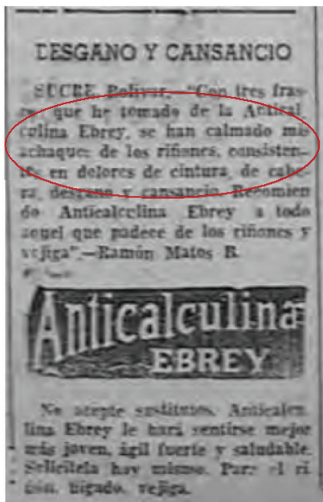 DESGANO Y CANSANCIO
SUCRE, Bolívar. "Con tres fras-
cos que he tomado de la Antical
culina Ebrey, se han calmado mis
achaques de los riñones, consisten-
tes en dolores de cintura, de cabe-
za, desgano y cansancio. Recomien
do Anticalculina Ebrey a todo
aquel que padece de los riñones y
vejiga".—Ramón Matos B.
Anticalculina
EBREY
No acepte sustitutos. Anticalcu
lina Ebrey le hará sentirse mejor
más joven, ágil fuerte y saludable.
Solicítela hoy mismo. Para el ri
ñón, hígado, vejiga.